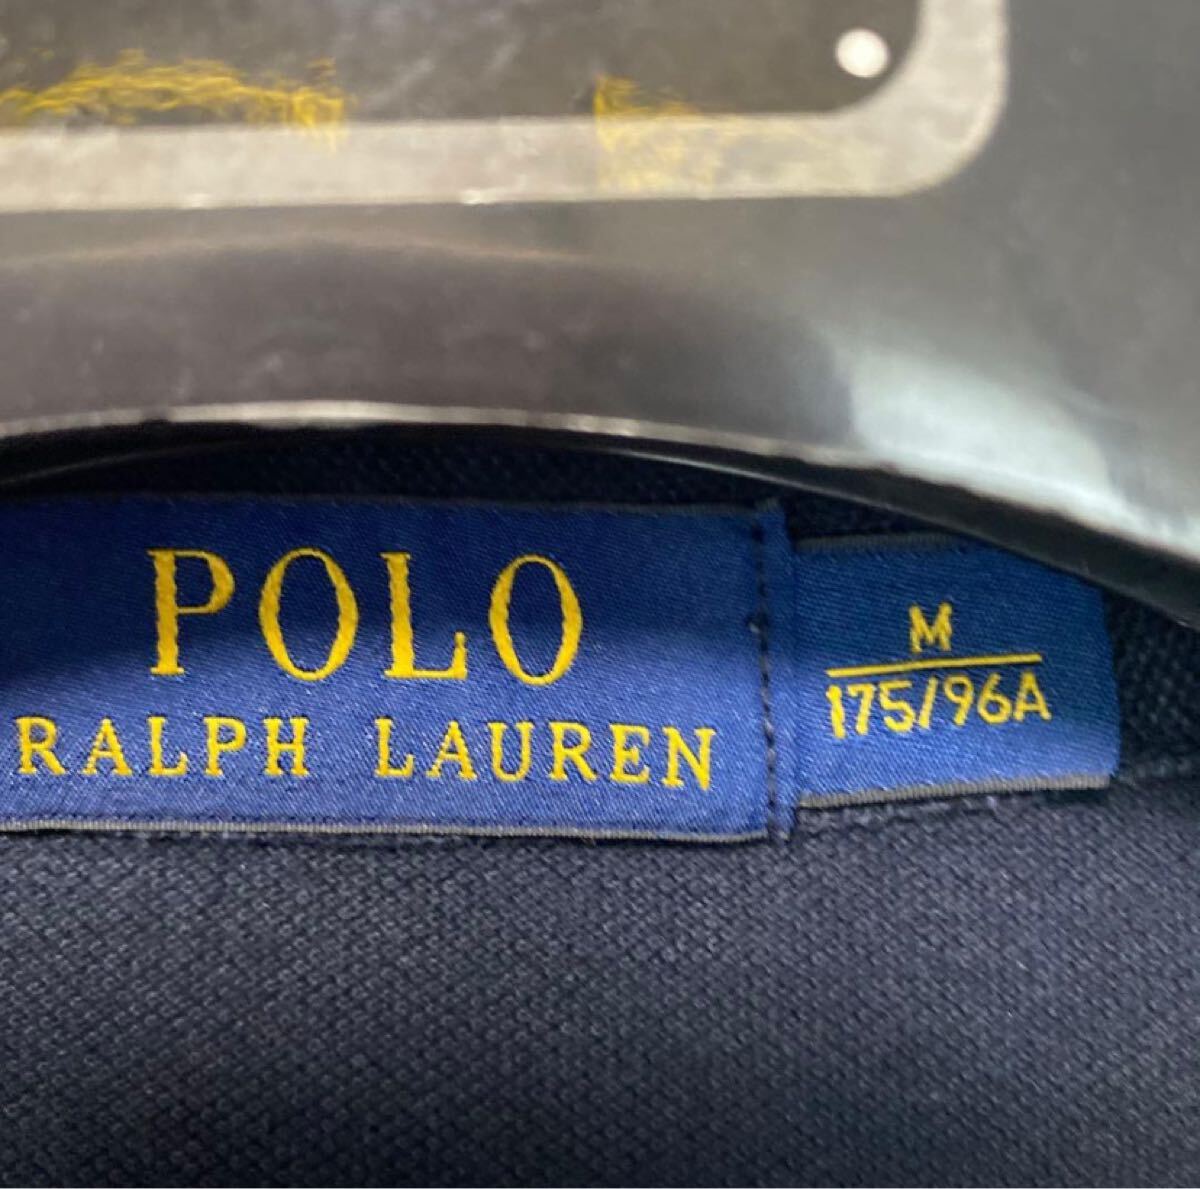 POLO
RALPH LAUREN
M
175/96A